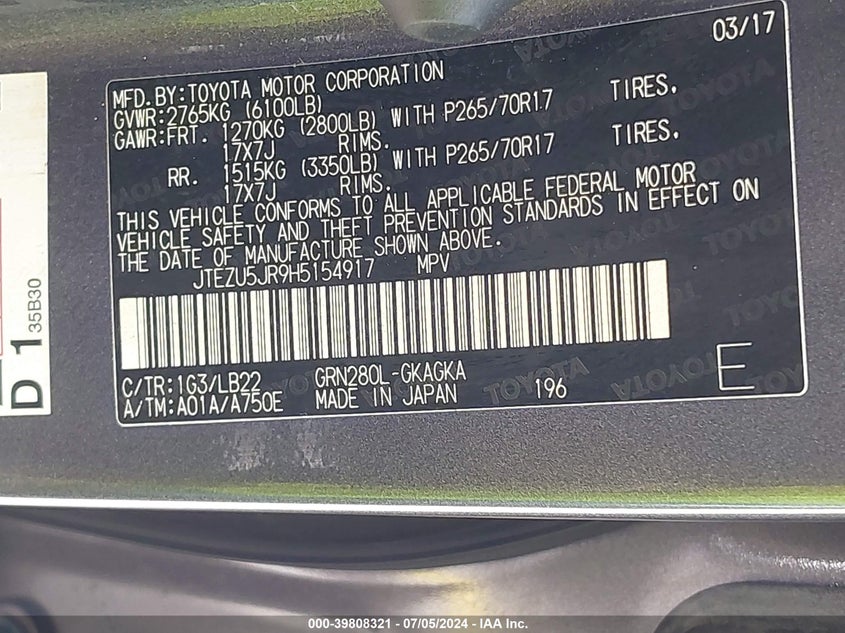 03/17
MFD.BY:TOYOTA MOTOR CORPORATION
GVWR:2765KG (6100LB)
GAWR:FRT. 1270KG (2800LB) WITH P265/70R17 TIRES.
17X7J RIMS.
RR. 1515KG (3350LB) WITH P265/70R17 TIRES.
17X7J RIMS.
THIS VEHICLE CONFORMS TO ALL APPLICABLE FEDERAL MOTOR
VEHICLE SAFETY AND THEFT PREVENTION STANDARDS IN EFFECT ON
THE DATE OF MANUFACTURE SHOWN ABOVE.
JTEZU5JR9H5154917 MPV
C/TR:1G3/LB22 GRN280L-GKAGKA
A/TM:A01A/A750E MADE IN JAPAN 196 E
D 1 35B30
000-39808321 / 07/05/2024 / IAA Inc.